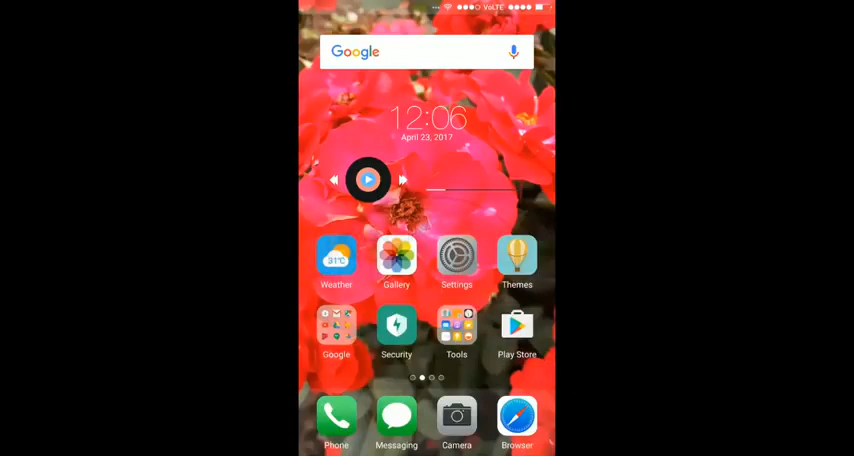 VoLTE
Google
12:06
April 23, 2017
31°C
Weather
Gallery
Settings
Themes
Google
Security
Tools
Play Store
Phone
Messaging
Camera
Browser